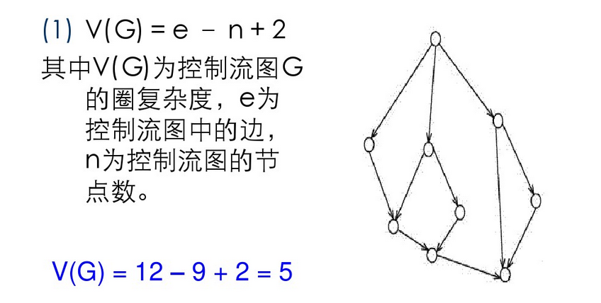 (1) V(G) = e - n + 2
其中V(G)为控制流图G
的圈复杂度，e为
控制流图中的边，
n为控制流图的节
点数。
V(G) = 12 – 9 + 2 = 5